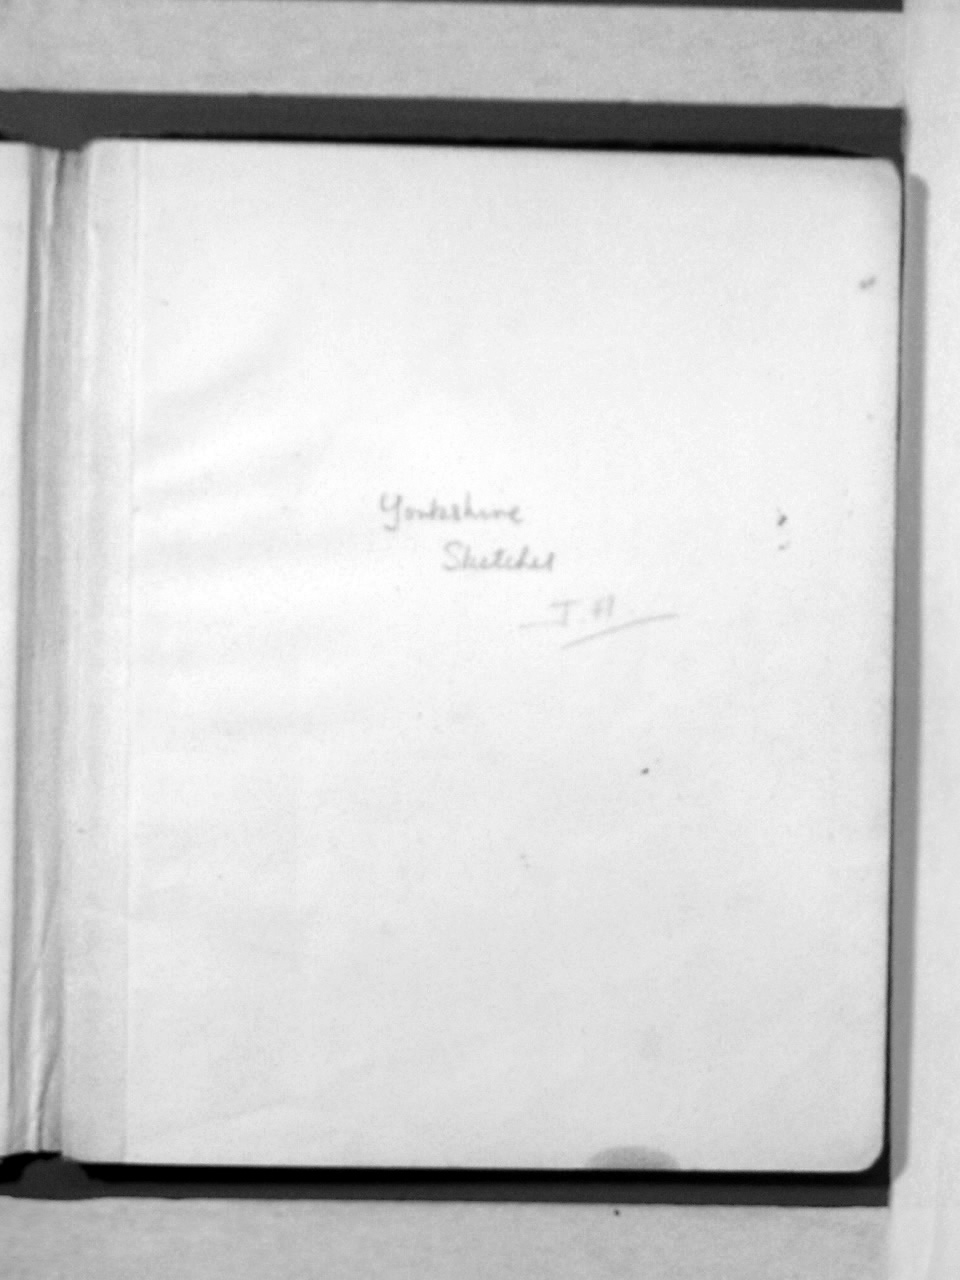 Yorkshire
Sketches
J. H.